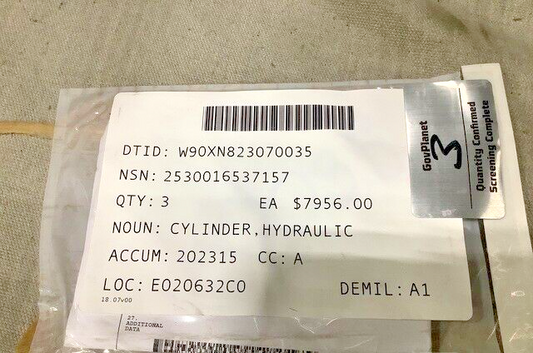 DTID: W90XN823070035
NSN: 2530016537157
QTY: 3 EA $7956.00
NOUN: CYLINDER,HYDRAULIC
ACCUM: 202315 CC: A
LOC: E020632C0 DEMIL: A1
18.07v00
27.
ADDITIONAL
DATA
GovPlanet
3
Quantity Confirmed
Screening Complete